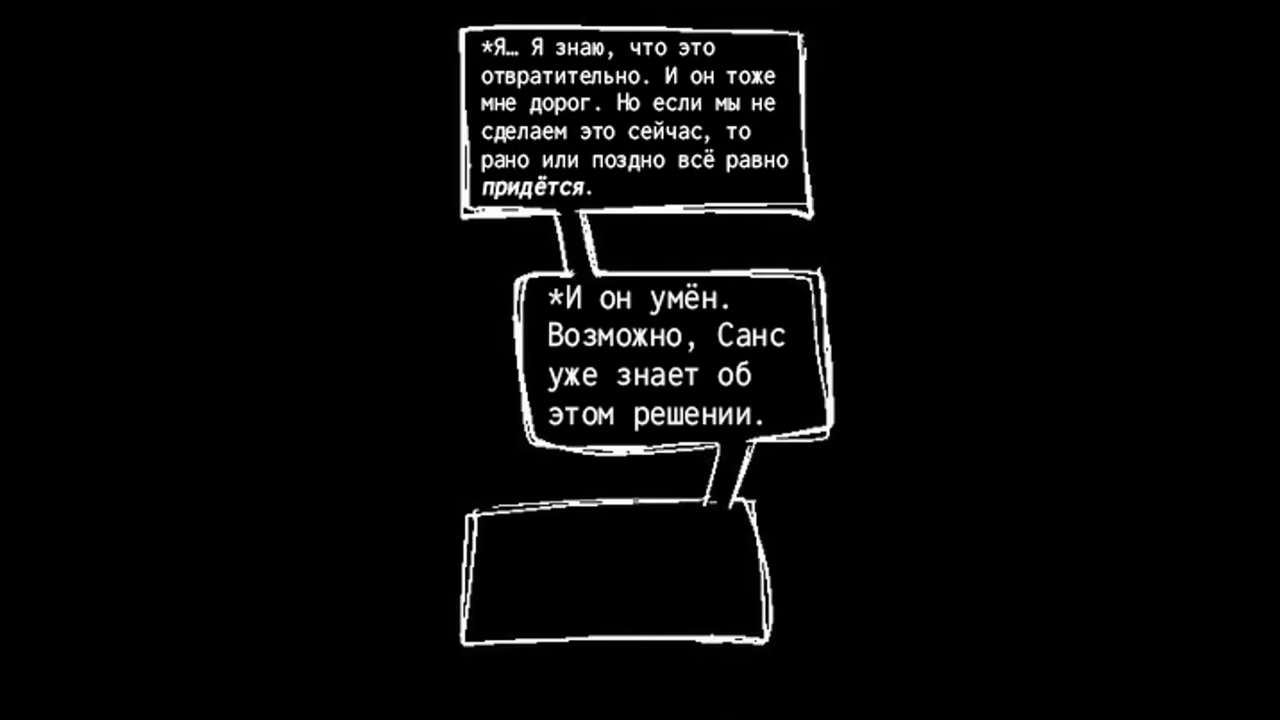 *Я… Я знаю, что это
отвратительно. И он тоже
мне дорог. Но если мы не
сделаем это сейчас, то
рано или поздно всё равно
придётся.
*И он умён.
Возможно, Санс
уже знает об
этом решении.